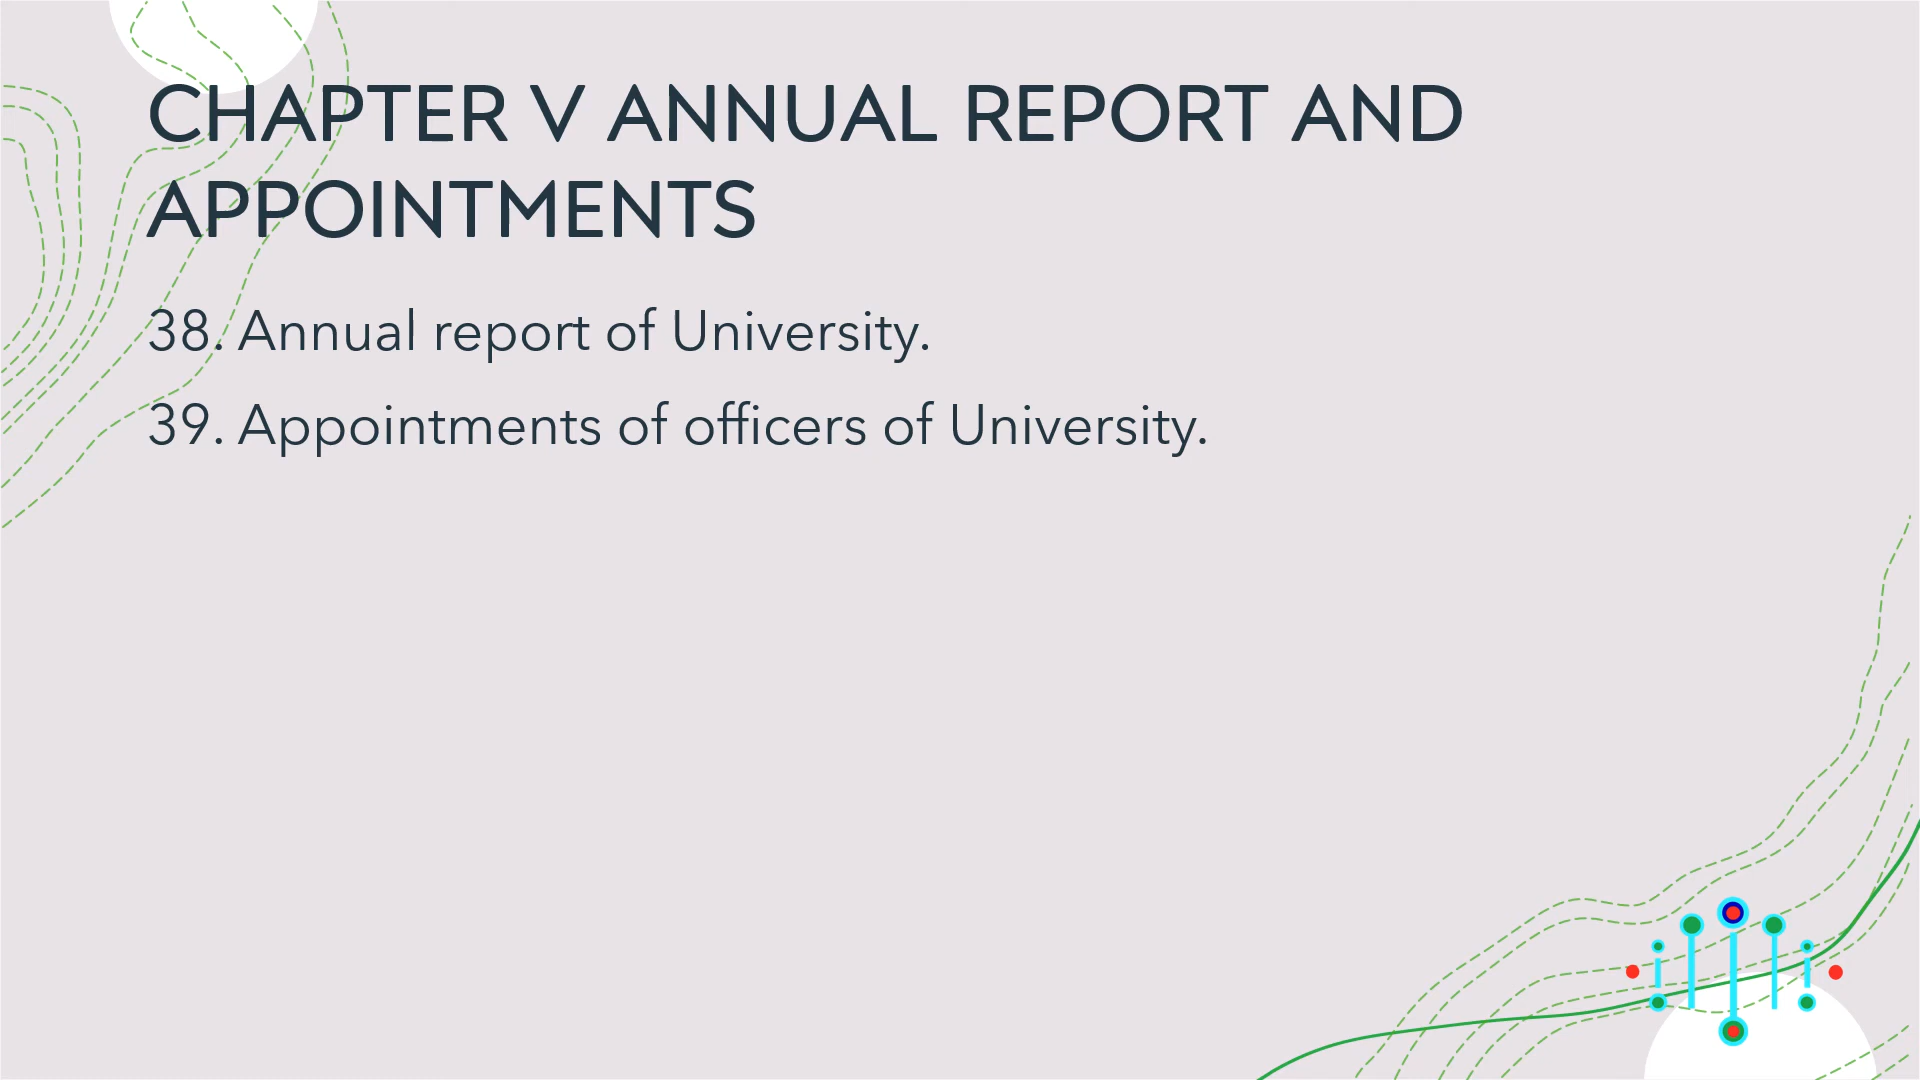 CHAPTER V ANNUAL REPORT AND
APPOINTMENTS
38. Annual report of University.
39. Appointments of officers of University.